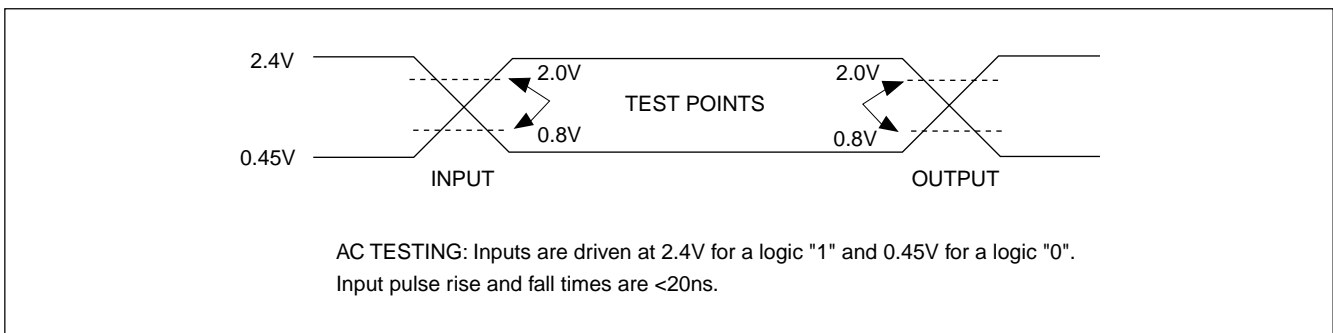 2.4V
2.0V
2.0V
TEST POINTS
0.8V
0.8V
0.45V
INPUT
OUTPUT
AC TESTING: Inputs are driven at 2.4V for a logic "1" and 0.45V for a logic "0".
Input pulse rise and fall times are <20ns.